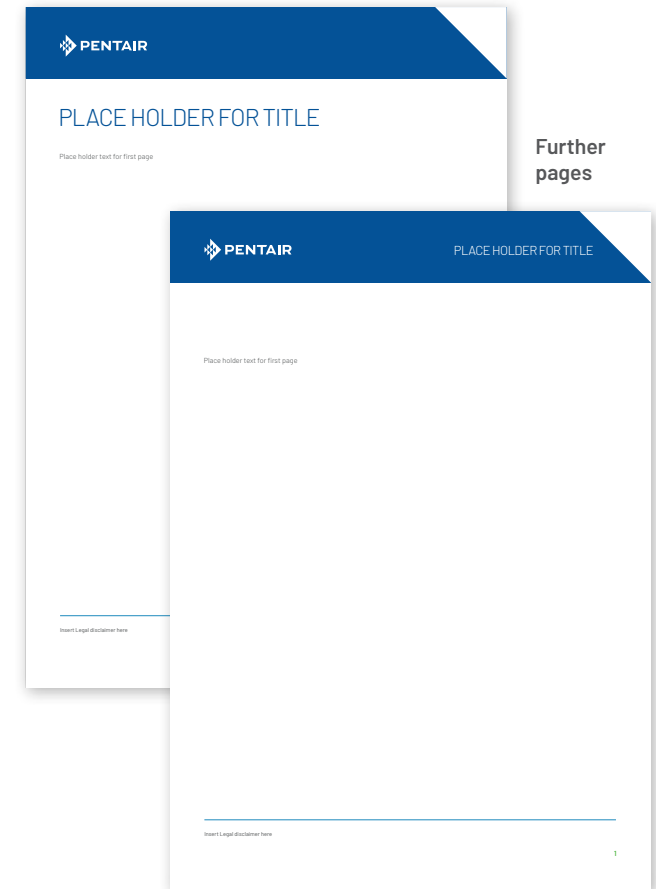 PENTAIR
PLACE HOLDER FOR TITLE
Place holder text for first page
Further
pages
PENTAIR
PLACE HOLDER FOR TITLE
Place holder text for first page
Insert Legal disclaimer here
Insert Legal disclaimer here
1